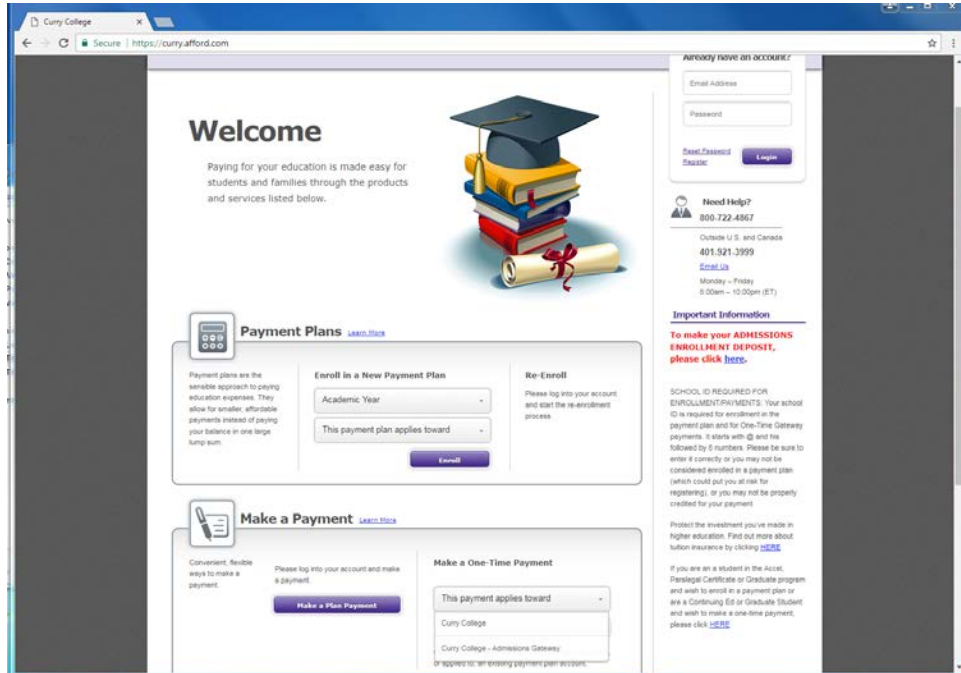 Curry College
Secure | https://curry.afford.com
Already have an account?
Email Address
Password
Reset Password
Register
Login
Welcome
Paying for your education is made easy for
students and families through the products
and services listed below.
Need Help?
800-722-4867
Outside U.S. and Canada
401-921-3999
Email Us
Monday – Friday
8:00am – 10:00pm (ET)
Important Information
To make your ADMISSIONS
ENROLLMENT DEPOSIT,
please click here.
SCHOOL ID REQUIRED FOR
ENROLLMENT/PAYMENTS: Your school
ID is required for enrollment in the
payment plan and for One-Time Gateway
payments. It starts with @ and his
followed by 8 numbers. Please be sure to
enter it correctly or you may not be
considered enrolled in a payment plan
(which could put you at risk for
registering), or you may not be properly
credited for your payment
Protect the investment you've made in
higher education. Find out more about
tuition insurance by clicking HERE
If you are an a student in the Accel,
Paralegal Certificate or Graduate program
and wish to enroll in a payment plan or
are a Continuing Ed or Graduate Student
and wish to make a one-time payment,
please click HERE
Payment Plans Learn More
Payment plans are the
sensible approach to paying
education expenses. They
allow for smaller, affordable
payments instead of paying
your balance in one large
lump sum.
Enroll in a New Payment Plan
Academic Year
This payment plan applies toward
Enroll
Re-Enroll
Please log into your account
and start the re-enrollment
process.
Make a Payment Learn More
Convenient, flexible
ways to make a
payment.
Please log into your account and make
a payment.
Make a Plan Payment
Make a One-Time Payment
This payment applies toward
Curry College
Curry College - Admissions Gateway
or applied to, an existing payment plan account.